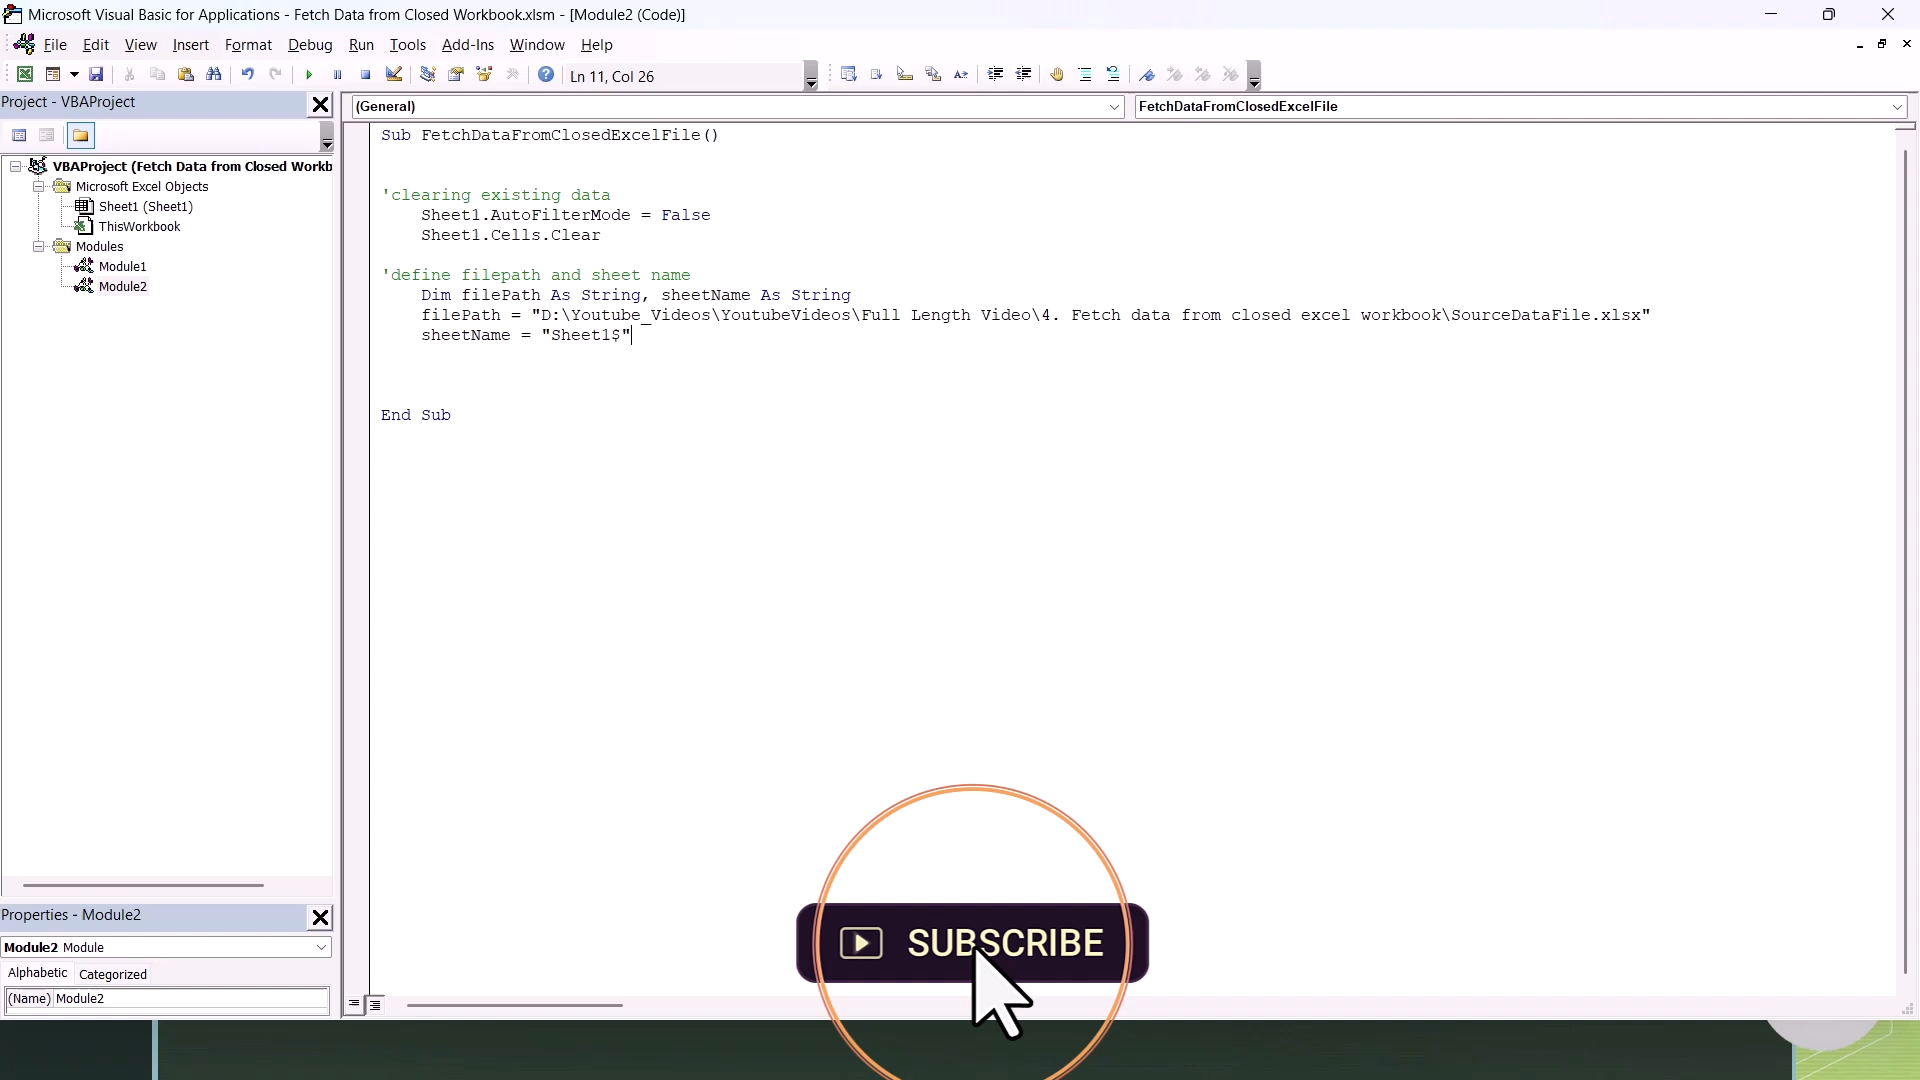 Microsoft Visual Basic for Applications - Fetch Data from Closed Workbook.xlsm - [Module2 (Code)]
File Edit View Insert Format Debug Run Tools Add-Ins Window Help
Ln 11, Col 26
Project - VBAProject
(General)
FetchDataFromClosedExcelFile
VBAProject (Fetch Data from Closed Workb
Microsoft Excel Objects
Sheet1 (Sheet1)
ThisWorkbook
Modules
Module1
Module2
Sub FetchDataFromClosedExcelFile()
'clearing existing data
Sheet1.AutoFilterMode = False
Sheet1.Cells.Clear
'define filepath and sheet name
Dim filePath As String, sheetName As String
filePath = "D:\Youtube_Videos\YoutubeVideos\Full Length Video\4. Fetch data from closed excel workbook\SourceDataFile.xlsx"
sheetName = "Sheet1$"
End Sub
Properties - Module2
Module2 Module
Alphabetic Categorized
(Name) Module2
SUBSCRIBE